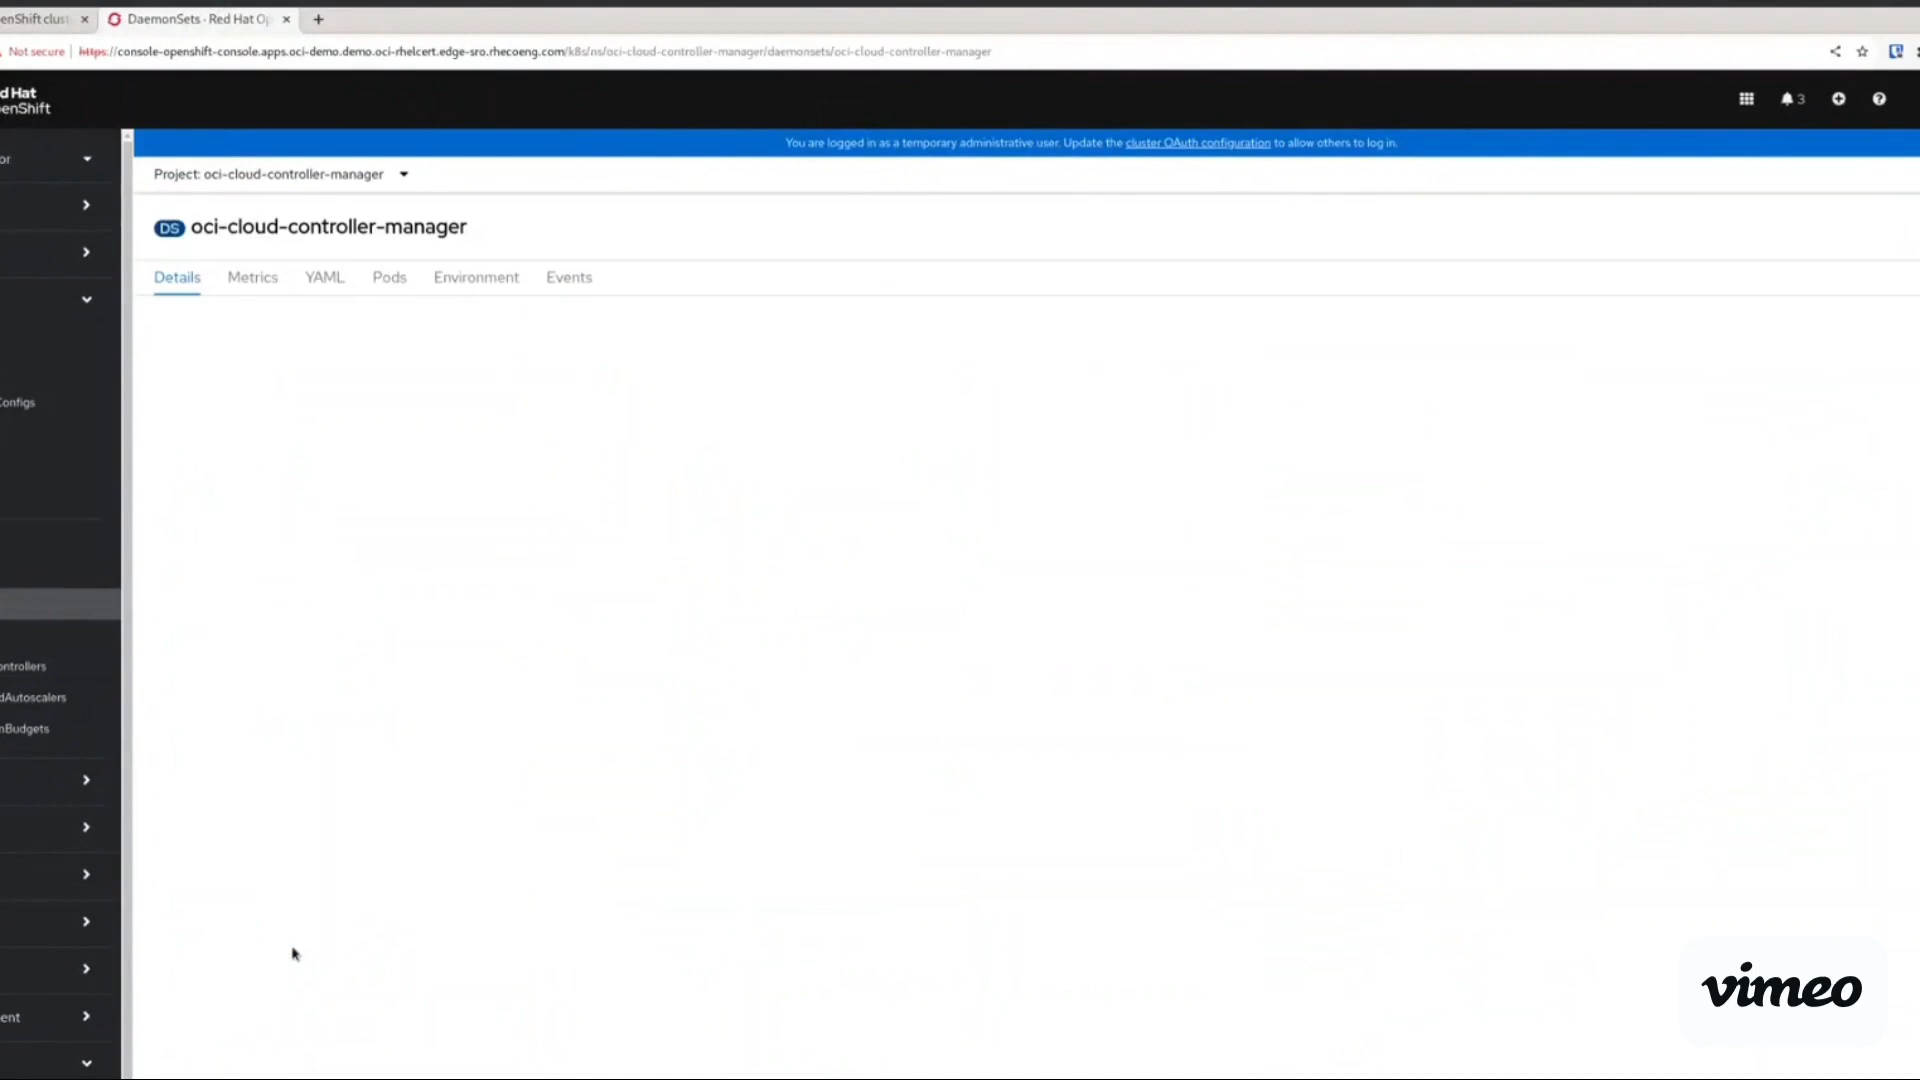 enShift clust
DaemonSets · Red Hat Op
Not secure
https://console-openshift-console.apps.oci-demo.demo.oci-rhelcert.edge-sro.rhecoeng.com/k8s/ns/oci-cloud-controller-manager/daemonsets/oci-cloud-controller-manager
d Hat
enShift
3
You are logged in as a temporary administrative user. Update the cluster OAuth configuration to allow others to log in.
or
Project: oci-cloud-controller-manager
DS oci-cloud-controller-manager
Details Metrics YAML Pods Environment Events
Configs
ontrollers
dAutoscalers
nBudgets
ent
vimeo